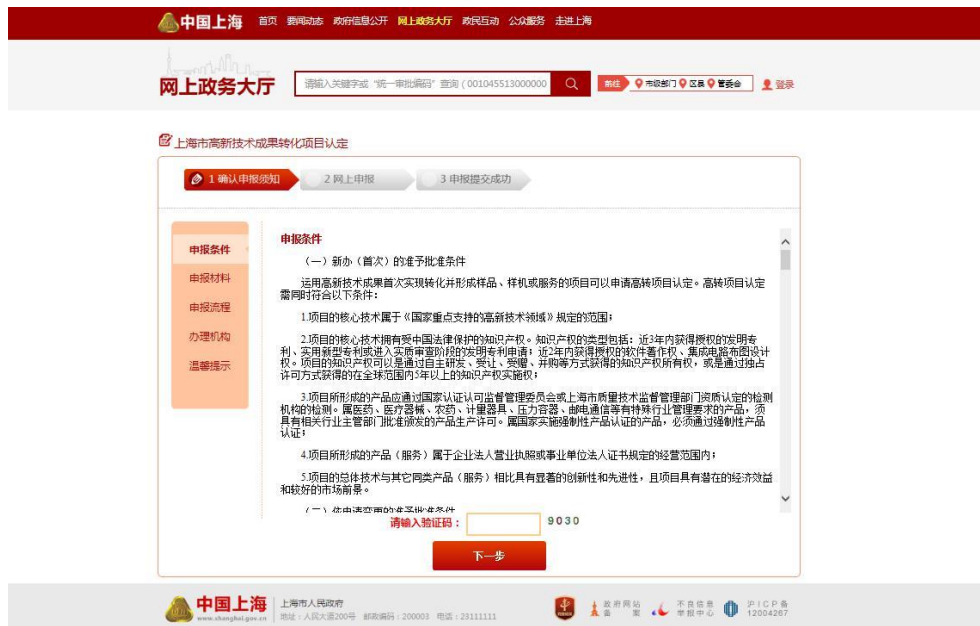 中国上海 首页 要闻动态 政府信息公开 网上政务大厅 政民互动 公众服务 走进上海
网上政务大厅 请输入关键字或“统一审批编码”查询(001045513000000 前往 市级部门 区县 管委会 登录
上海市高新技术成果转化项目认定
1 确认申报须知 2 网上申报 3 申报提交成功
申报条件
申报材料
申报流程
办理机构
温馨提示
申报条件
(一)新办(首次)的准予批准条件
运用高新技术成果首次实现转化并形成样品、样机或服务的项目可以申请高转项目认定。高转项目认定
需同时符合以下条件:
1.项目的核心技术属于《国家重点支持的高新技术领域》规定的范围;
2.项目的核心技术拥有受中国法律保护的知识产权。知识产权的类型包括:近3年内获得授权的发明专
利、实用新型专利或进入实质审查阶段的发明专利申请;近2年内获得授权的软件著作权、集成电路布图设计
权。项目的知识产权可以是通过自主研发、受让、受赠、并购等方式获得的知识产权所有权,或是通过独占
许可方式获得的在全球范围内5年以上的知识产权实施权;
3.项目所形成的产品应通过国家认证认可监督管理委员会或上海市质量技术监督管理部门资质认定的检测
机构的检测。属医药、医疗器械、农药、计量器具、压力容器、邮电通信等有特殊行业管理要求的产品,须
具有相关行业主管部门批准颁发的产品生产许可。属国家实施强制性产品认证的产品,必须通过强制性产品
认证;
4.项目所形成的产品(服务)属于企业法人营业执照或事业单位法人证书规定的经营范围内;
5.项目的总体技术与其它同类产品(服务)相比具有显著的创新性和先进性,且项目具有潜在的经济效益
和较好的市场前景。
(二)依申请变更的准予批准条件
请输入验证码: 9030
下一步
中国上海 www.shanghai.gov.cn
上海市人民政府
地址:人民大道200号 邮政编码:200003 电话:23111111
政府网站备案 不良信息举报中心 沪ICP备12004267